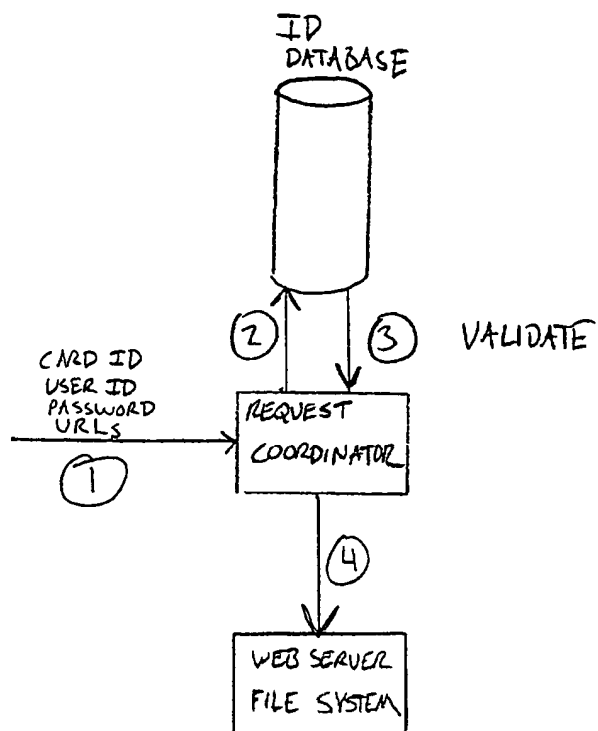 ID
DATABASE
2
3
VALIDATE
CARD ID
USER ID
PASSWORD
URLs
1
REQUEST
COORDINATOR
4
WEB SERVER
FILE SYSTEM